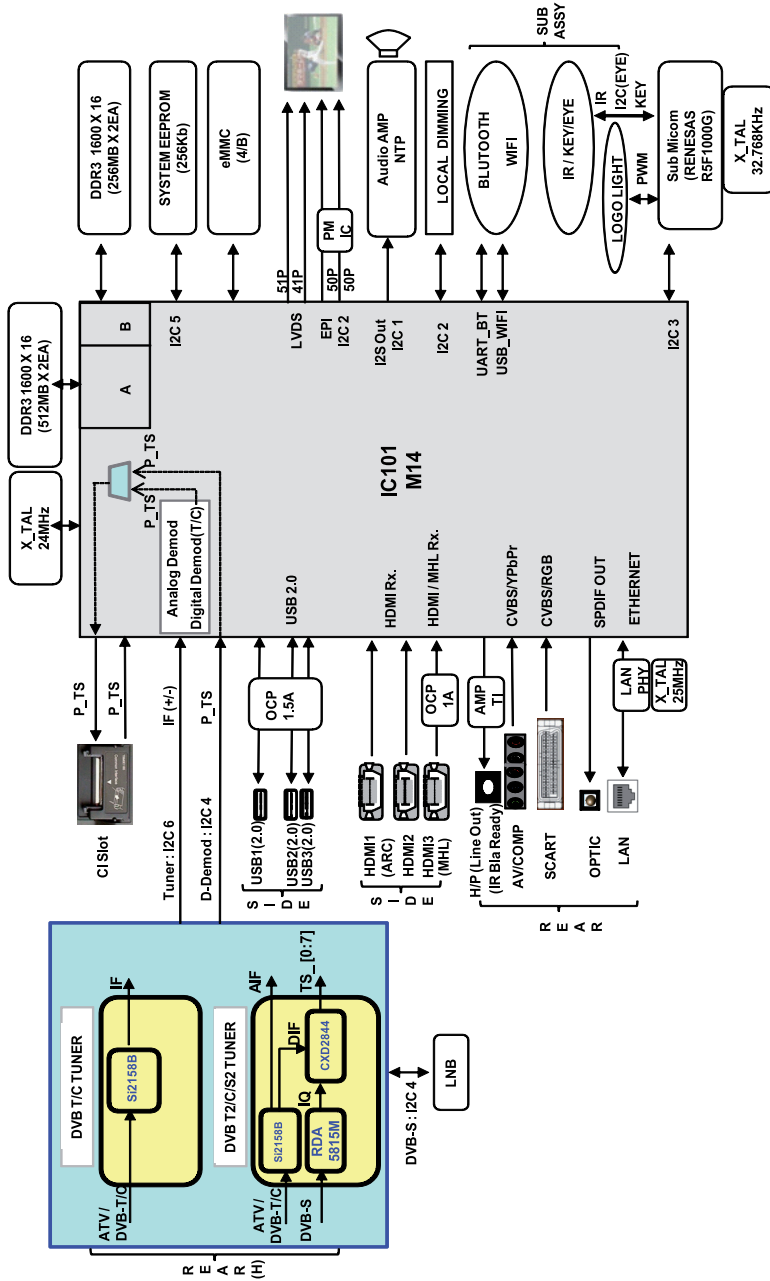 DVB T/C TUNER
Si2158B
IF
ATV /
DVB-T/C
DVB T2/C/S2 TUNER
Si2158B
RDA
5815M
CXD2844
AIF
DIF
IQ
TS_ [0:7]
ATV /
DVB-T/C
DVB-S
R E A R (H)
DVB-S : I2C 4
LNB
CI Slot
P_TS
P_TS
Tuner : I2C 6
IF (+/-)
D-Demod : I2C 4
P_TS
USB1(2.0)
USB2(2.0)
USB3(2.0)
S I D E
OCP
1.5A
HDMI1
(ARC)
HDMI2
HDMI3
(MHL)
S I D E
OCP
1A
H/P (Line Out)
(IR Bla Ready)
AMP
TI
AV/COMP
SCART
OPTIC
LAN
R E A R
LAN
PHY
X_TAL
25MHz
X_TAL
24MHz
DDR3 1600 X 16
(512MB X 2EA)
A
B
P_TS
P_TS
Analog Demod
Digital Demod(T/C)
USB 2.0
HDMI Rx.
HDMI / MHL Rx.
CVBS/YPbPr
CVBS/RGB
SPDIF OUT
ETHERNET
IC101
M14
I2C 5
LVDS
EPI
I2C 2
I2S Out
I2C 1
I2C 2
UART_BT
USB_WIFI
I2C 3
DDR3 1600 X 16
(256MB X 2EA)
SYSTEM EEPROM
(256Kb)
eMMC
(4/B)
51P
41P
50P
50P
PM
IC
Audio AMP
NTP
LOCAL DIMMING
BLUTOOTH
WIFI
IR / KEY/EYE
LOGO LIGHT
SUB
ASSY
IR
I2C(EYE)
KEY
PWM
Sub Micom
(RENESAS
R5F1000G)
X_TAL
32.768KHz